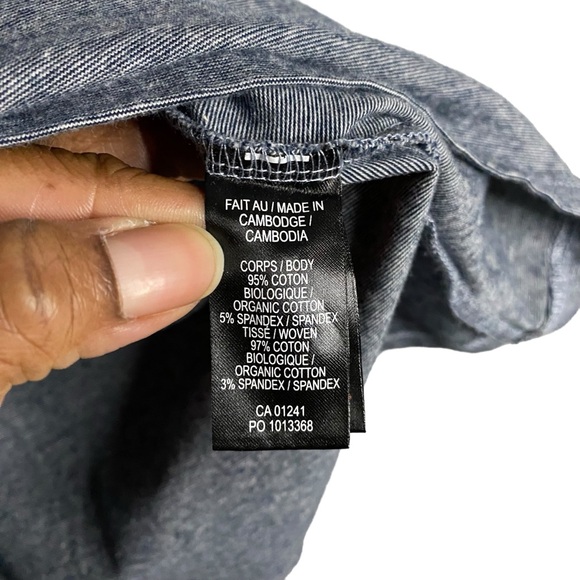 FAIT AU / MADE IN
CAMBODGE /
CAMBODIA
CORPS / BODY
95% COTON
BIOLOGIQUE /
ORGANIC COTTON
5% SPANDEX / SPANDEX
TISSÉ / WOVEN
97% COTON
BIOLOGIQUE /
ORGANIC COTTON
3% SPANDEX / SPANDEX
CA 01241
PO 1013368